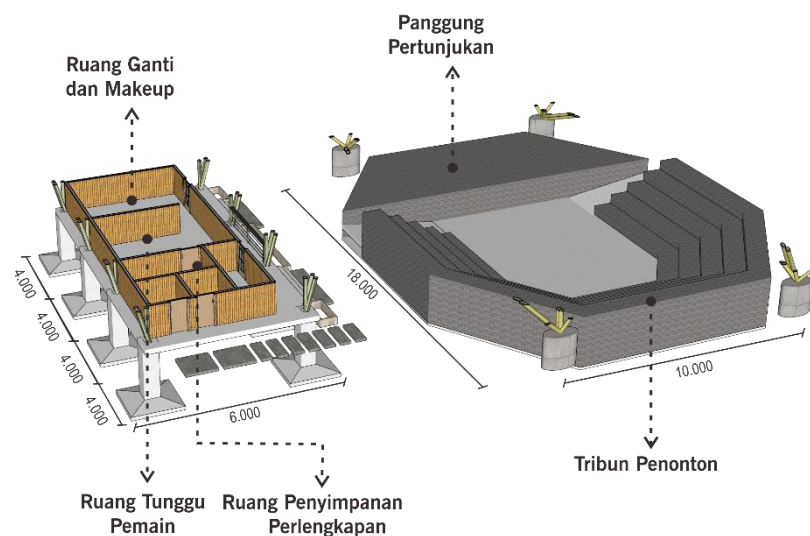 Panggung
Pertunjukan
Ruang Ganti
dan Makeup
18.000
4.000
4.000
4.000
4.000
6.000
10.000
Tribun Penonton
Ruang Tunggu
Pemain
Ruang Penyimpanan
Perlengkapan